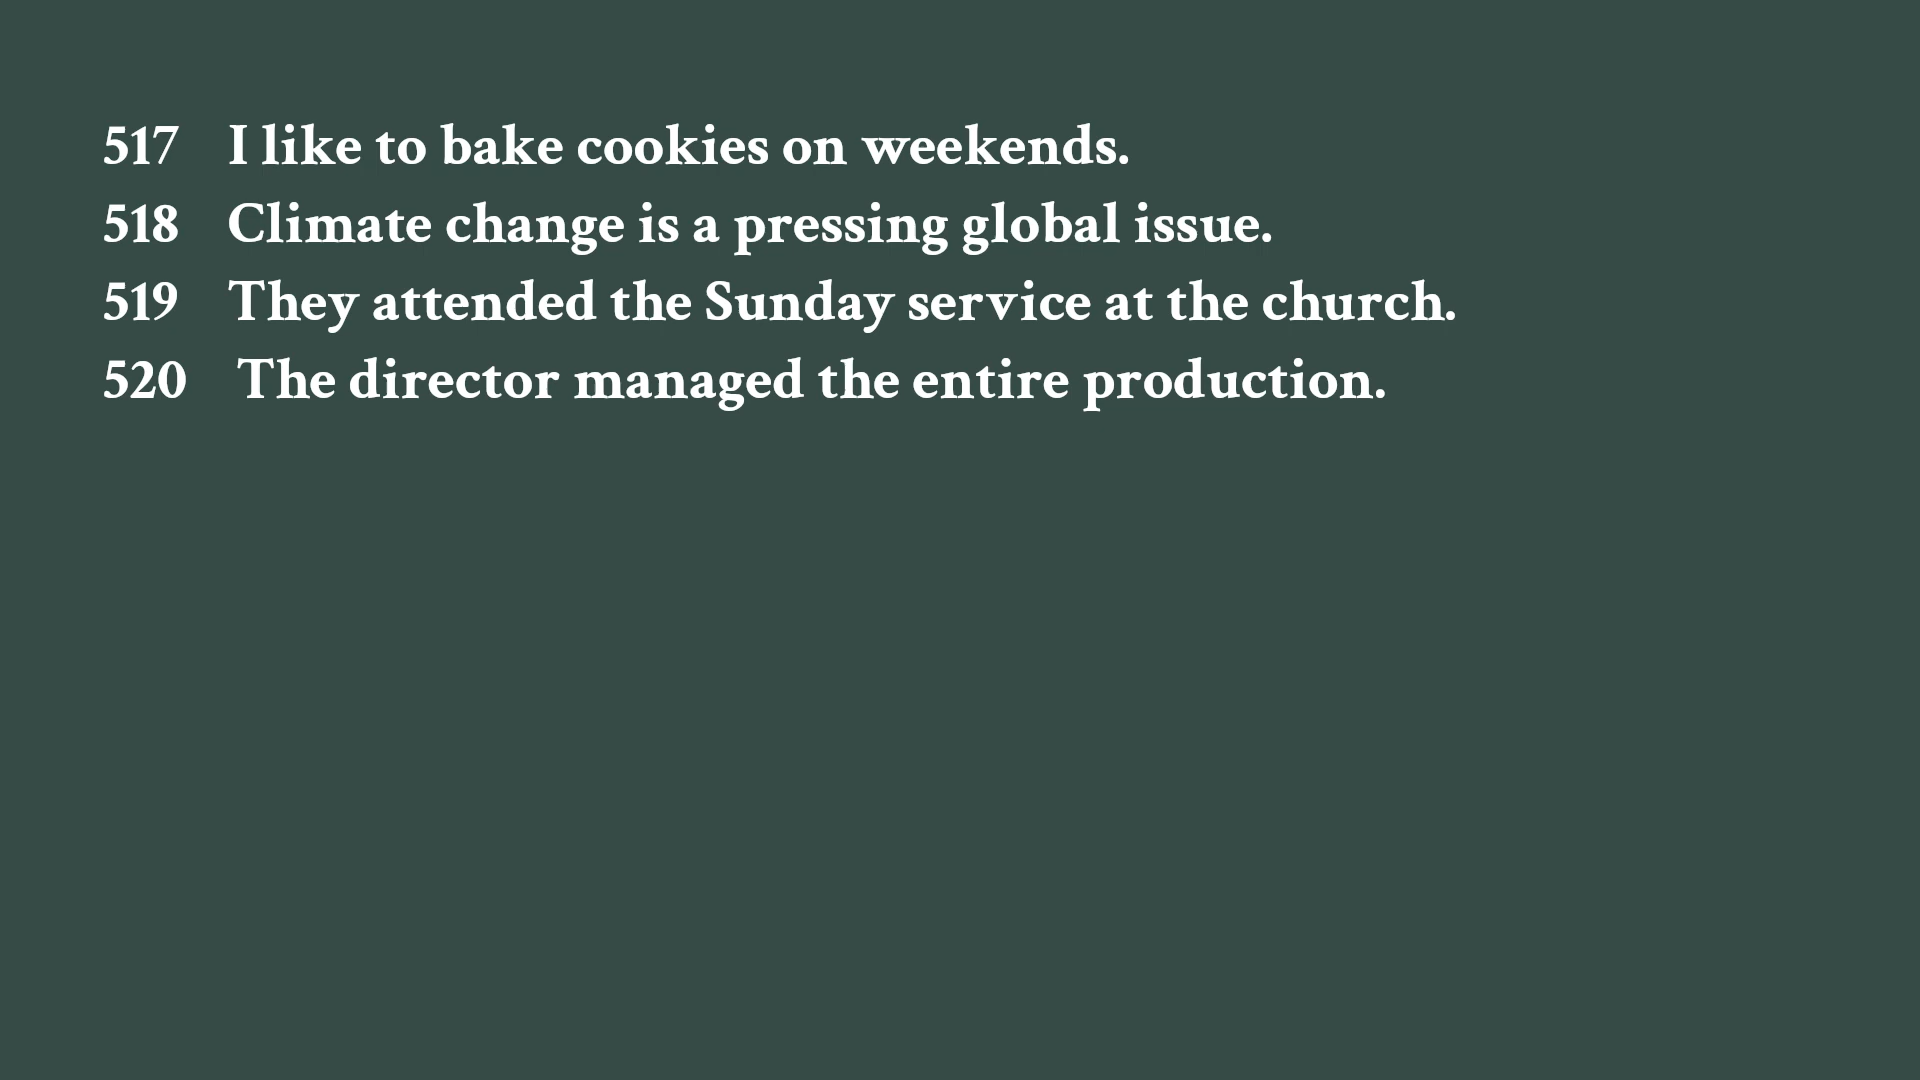 517 I like to bake cookies on weekends.
518 Climate change is a pressing global issue.
519 They attended the Sunday service at the church.
520 The director managed the entire production.